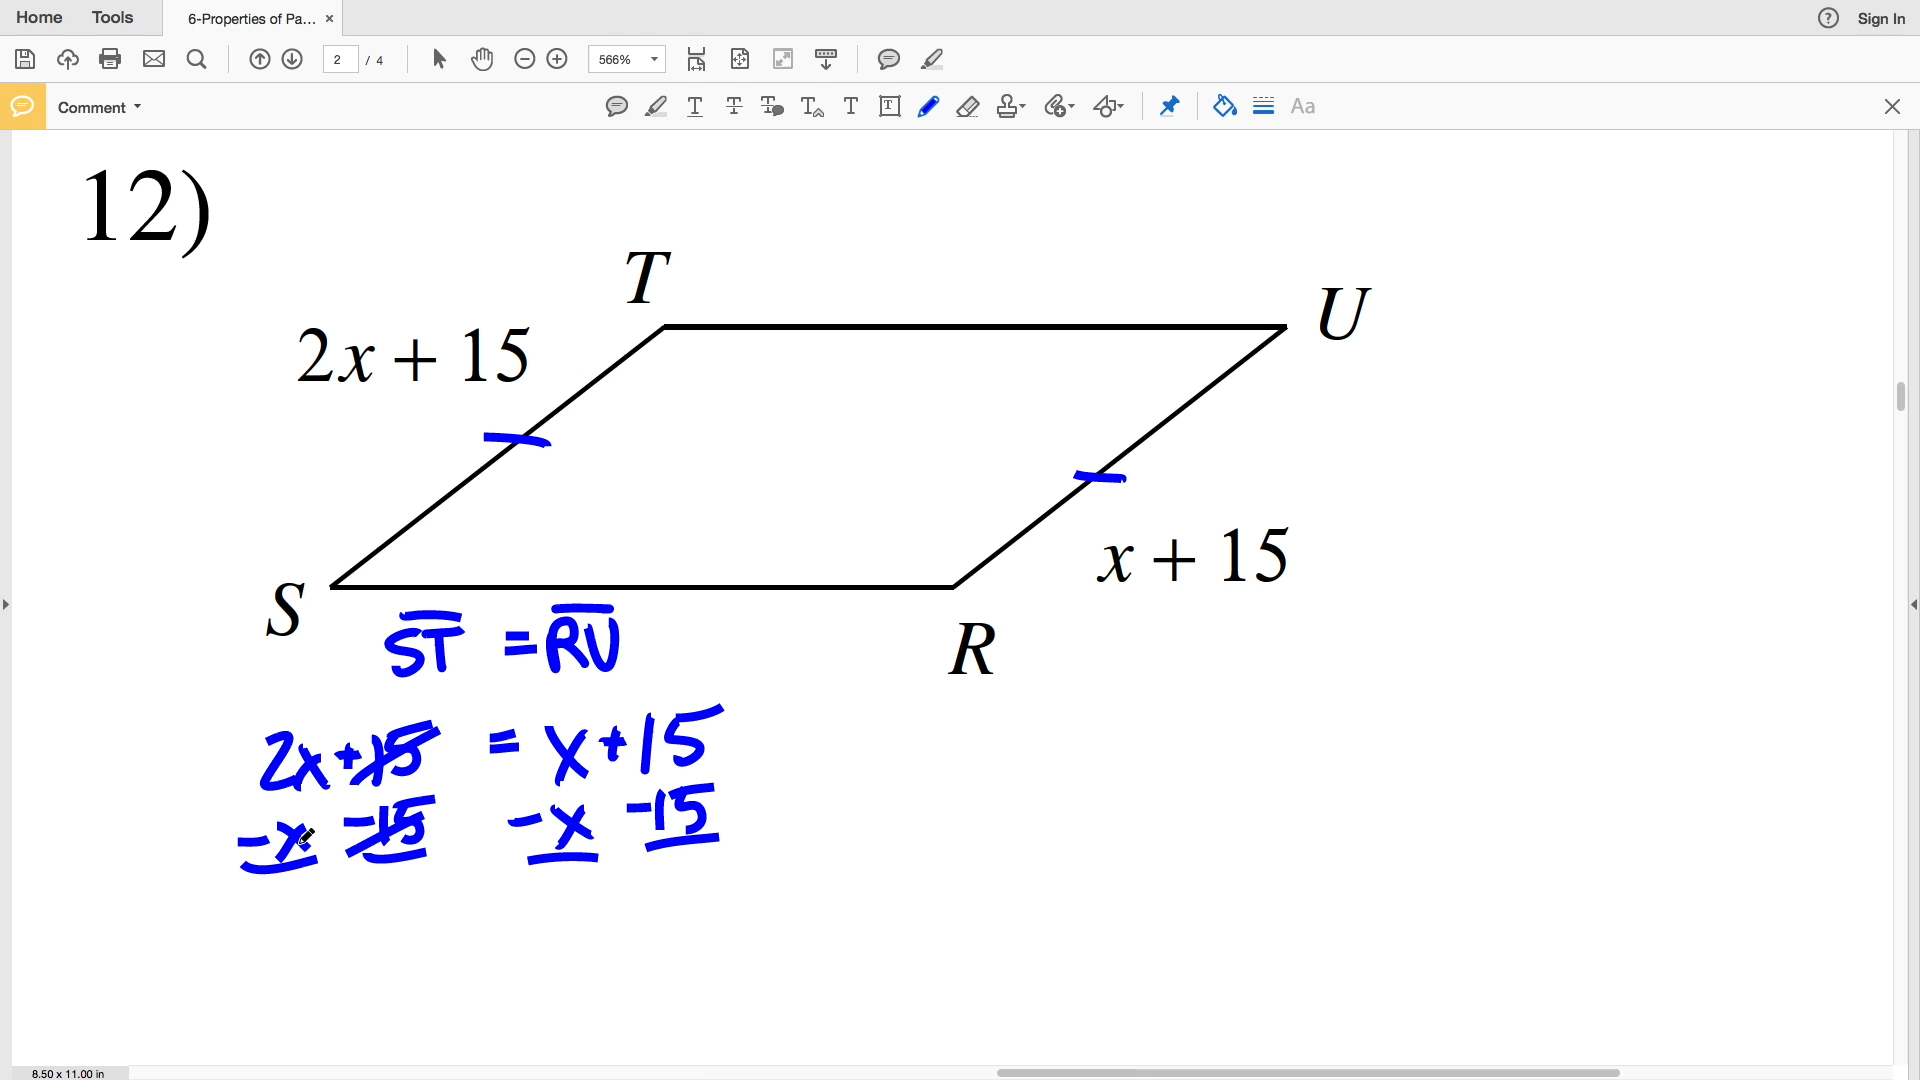 Home Tools 6-Properties of Pa... × ? Sign In
2 / 4 566%
Comment Aa
12)
T
U
2x + 15
x + 15
S
R
ST = RU
2x+15 = x+15
-x -15 -x -15
8.50 x 11.00 in